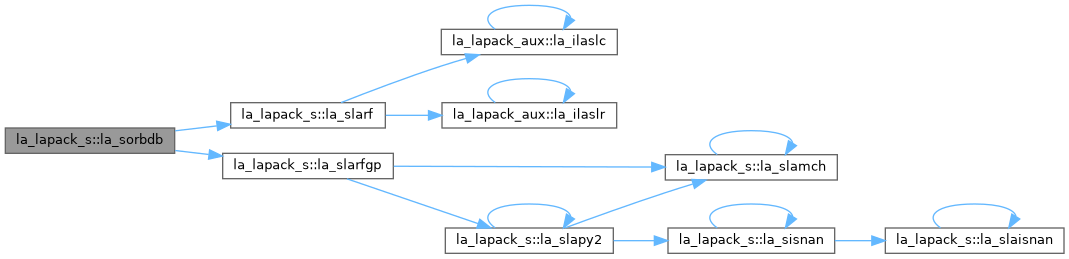 la_lapack_s::la_sorbdb
la_lapack_s::la_slarf
la_lapack_s::la_slarfgp
la_lapack_aux::la_ilaslc
la_lapack_aux::la_ilaslr
la_lapack_s::la_slapy2
la_lapack_s::la_slamch
la_lapack_s::la_sisnan
la_lapack_s::la_slaisnan